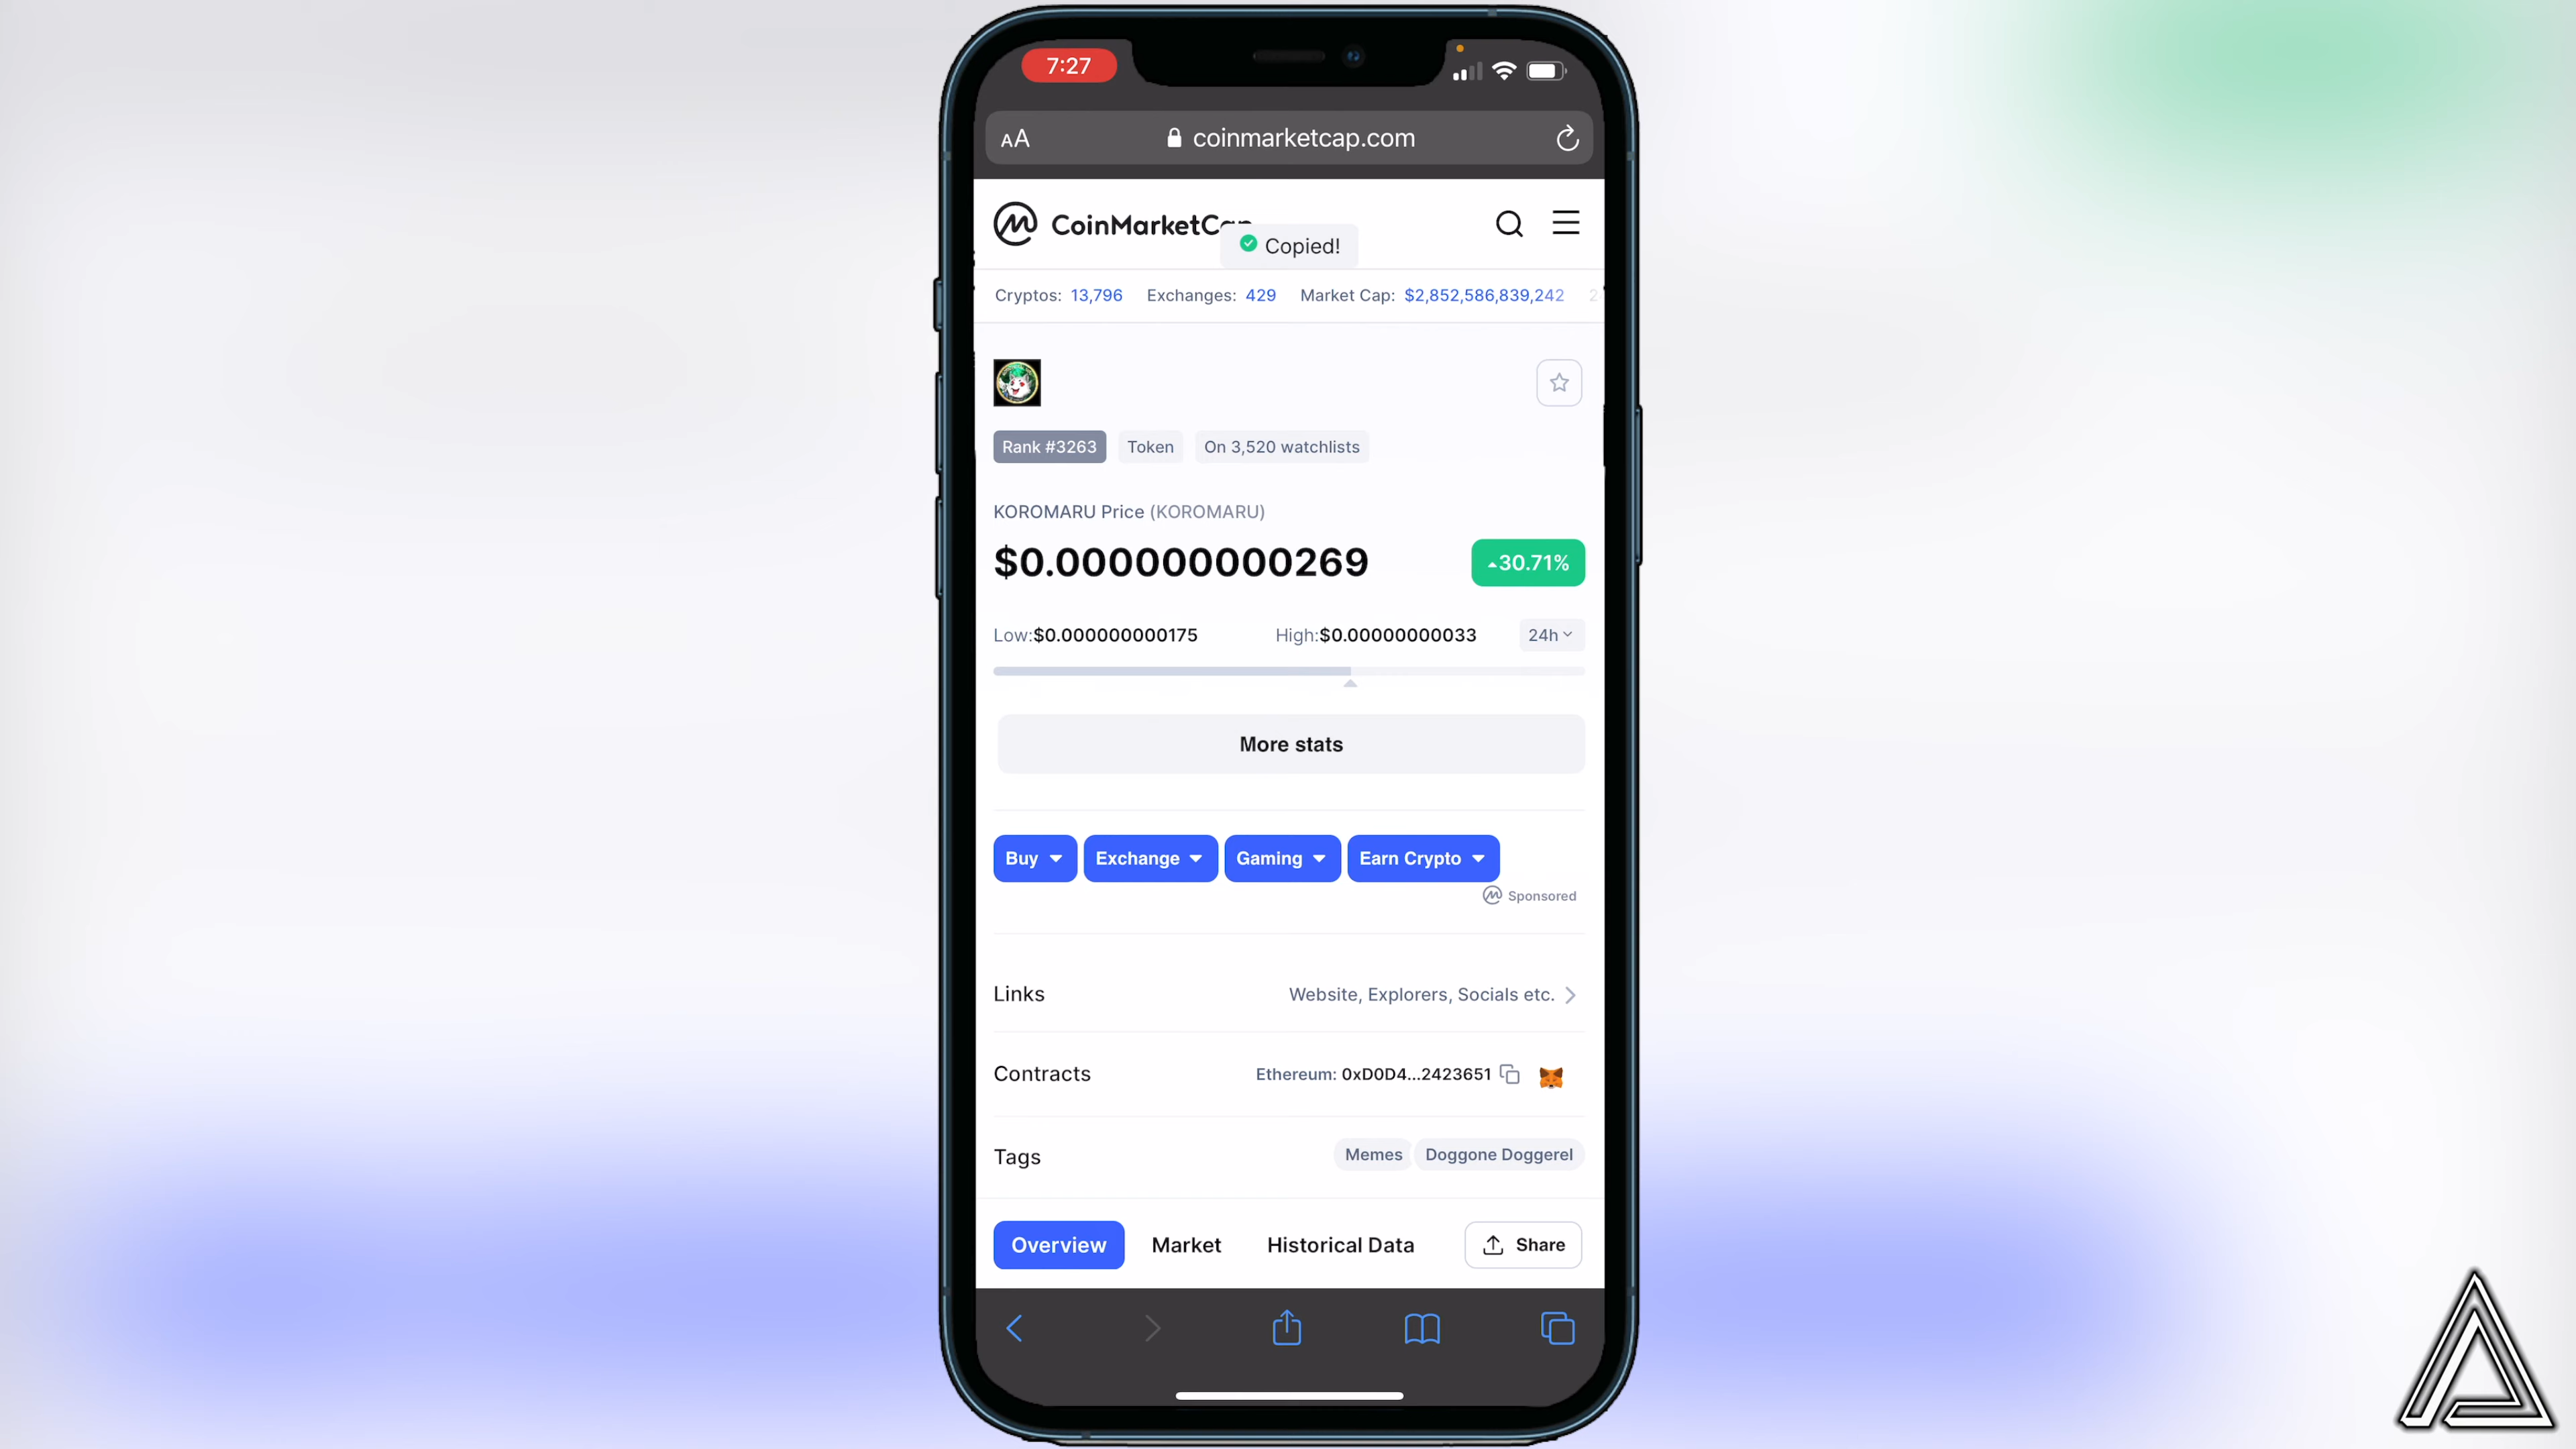 7:27
AA coinmarketcap.com
CoinMarketCap
Copied!
Cryptos: 13,796 Exchanges: 429 Market Cap: $2,852,586,839,242 2
Rank #3263 Token On 3,520 watchlists
KOROMARU Price (KOROMARU)
$0.000000000269 30.71%
Low:$0.000000000175 High:$0.00000000033 24h
More stats
Buy Exchange Gaming Earn Crypto
Sponsored
Links Website, Explorers, Socials etc.
Contracts Ethereum: 0xD0D4...2423651
Tags Memes Doggone Doggerel
Overview Market Historical Data Share